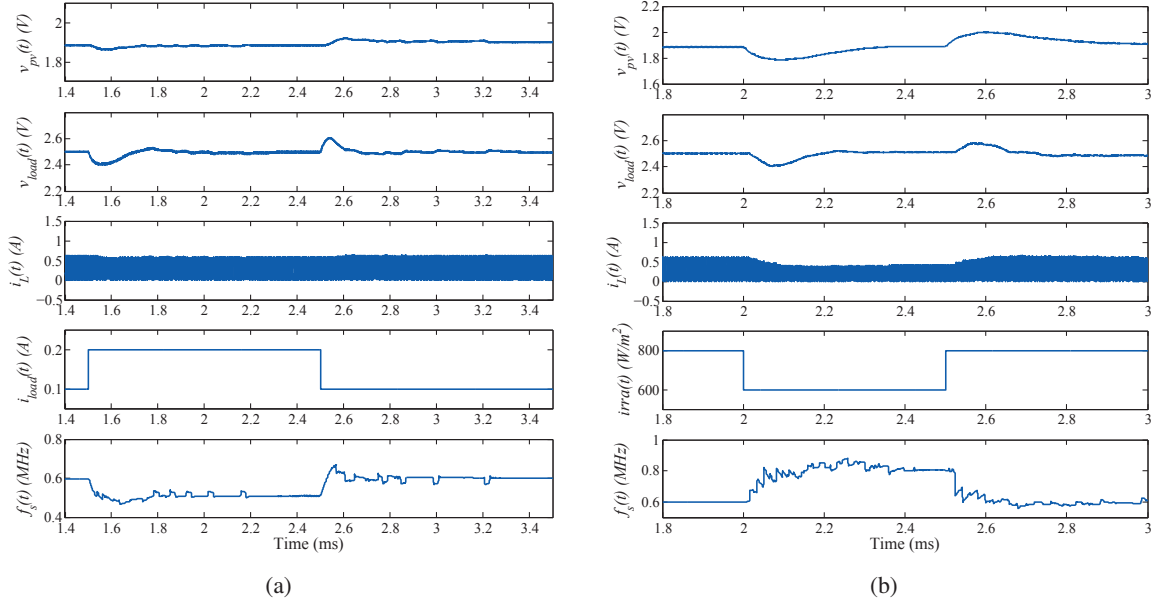 v_pv(t) (V)
2
1.8
1.4 1.6 1.8 2 2.2 2.4 2.6 2.8 3 3.2 3.4
v_load(t) (V)
2.6
2.4
2.2
1.4 1.6 1.8 2 2.2 2.4 2.6 2.8 3 3.2 3.4
i_L(t) (A)
1.5
1
0.5
0
−0.5
1.4 1.6 1.8 2 2.2 2.4 2.6 2.8 3 3.2 3.4
i_load(t) (A)
0.2
0.1
1.4 1.6 1.8 2 2.2 2.4 2.6 2.8 3 3.2 3.4
f_s(t) (MHz)
0.8
0.6
0.4
1.4 1.6 1.8 2 2.2 2.4 2.6 2.8 3 3.2 3.4
Time (ms)
(a)
v_pv(t) (V)
2.2
2
1.8
1.6
1.8 2 2.2 2.4 2.6 2.8 3
v_load(t) (V)
2.6
2.4
2.2
1.8 2 2.2 2.4 2.6 2.8 3
i_L(t) (A)
1.5
1
0.5
0
−0.5
1.8 2 2.2 2.4 2.6 2.8 3
irra(t) (W/m²)
800
600
1.8 2 2.2 2.4 2.6 2.8 3
f_s(t) (MHz)
1
0.8
0.6
1.8 2 2.2 2.4 2.6 2.8 3
Time (ms)
(b)